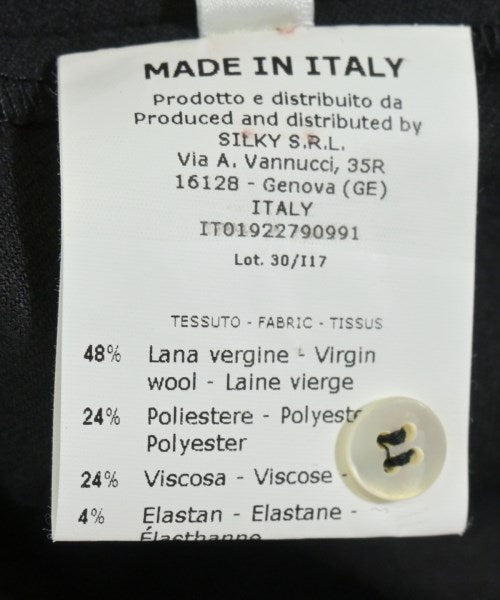 MADE IN ITALY
Prodotto e distribuito da
Produced and distributed by
SILKY S.R.L.
Via A. Vannucci, 35R
16128 - Genova (GE)
ITALY
IT01922790991
Lot. 30/I17
TESSUTO - FABRIC - TISSUS
48% Lana vergine - Virgin
wool - Laine vierge
24% Poliestere - Polyeste
Polyester
24% Viscosa - Viscose -
4% Elastan - Elastane -
Élasthanne